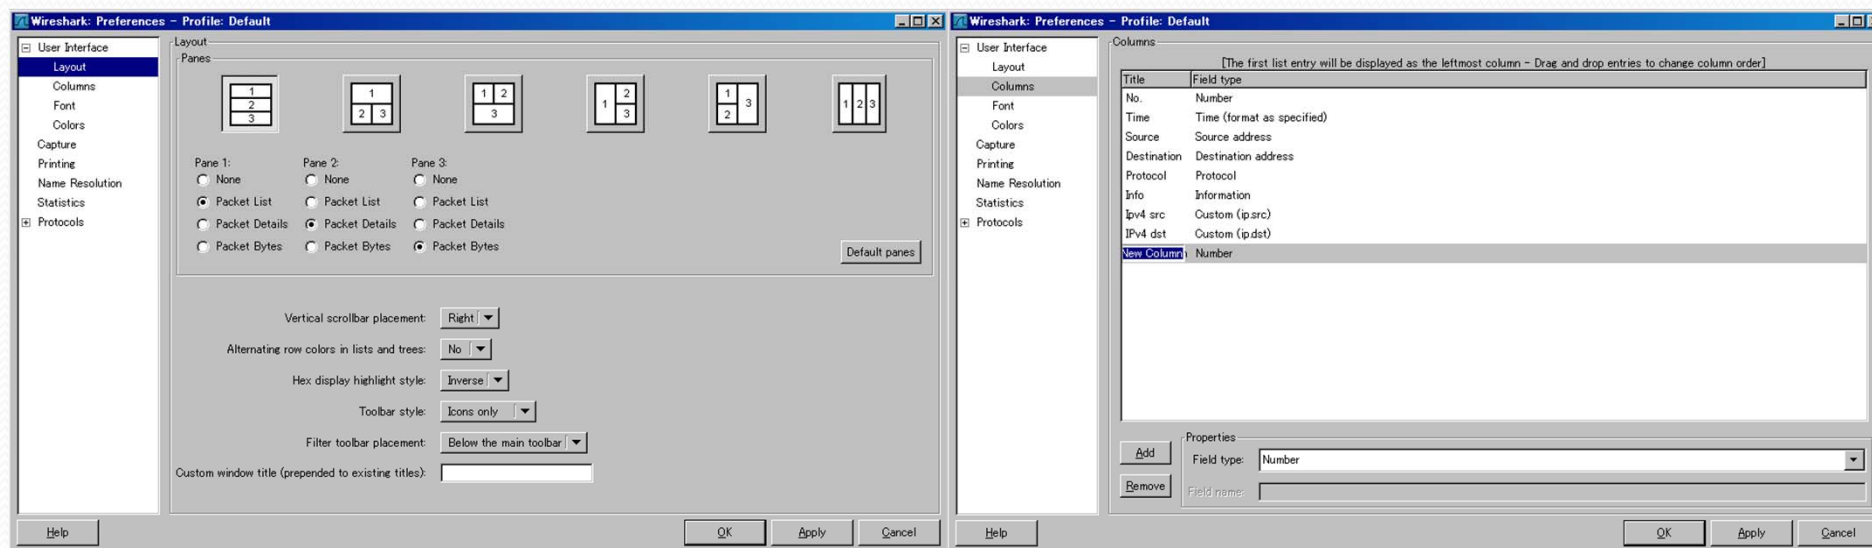 Wireshark: Preferences - Profile: Default
User Interface
Layout
Columns
Font
Colors
Capture
Printing
Name Resolution
Statistics
Protocols
Layout
Panes
1 2 3
1 2 3
1 2 3
1 2 3
1 2 3
1 2 3
Pane 1: Pane 2: Pane 3:
None None None
Packet List Packet List Packet List
Packet Details Packet Details Packet Details
Packet Bytes Packet Bytes Packet Bytes
Default panes
Vertical scrollbar placement: Right
Alternating row colors in lists and trees: No
Hex display highlight style: Inverse
Toolbar style: Icons only
Filter toolbar placement: Below the main toolbar
Custom window title (prepended to existing titles):
Help OK Apply Cancel
Wireshark: Preferences - Profile: Default
User Interface
Layout
Columns
Font
Colors
Capture
Printing
Name Resolution
Statistics
Protocols
Columns
[The first list entry will be displayed as the leftmost column - Drag and drop entries to change column order]
Title Field type
No. Number
Time Time (format as specified)
Source Source address
Destination Destination address
Protocol Protocol
Info Information
Ipv4 src Custom (ip.src)
IPv4 dst Custom (ip.dst)
New Column Number
Add
Remove
Properties
Field type: Number
Field name:
Help OK Apply Cancel